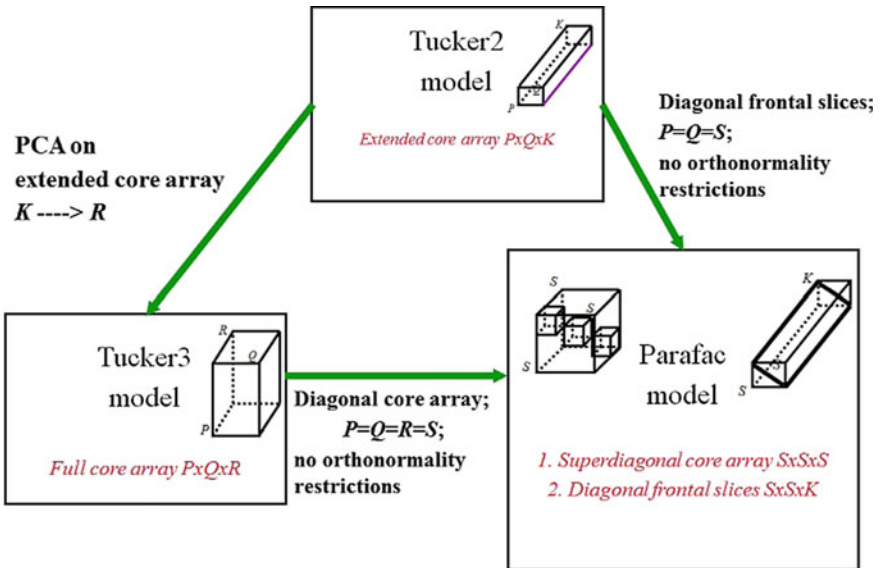 Tucker2
model
K
Q
P
Extended core array PxQxK
PCA on
extended core array
K ----> R
Diagonal frontal slices;
P=Q=S;
no orthonormality
restrictions
Tucker3
model
R
Q
P
Full core array PxQxR
Diagonal core array;
P=Q=R=S;
no orthonormality
restrictions
S
S
S
Parafac
model
K
S
S
1. Superdiagonal core array SxSxS
2. Diagonal frontal slices SxSxK